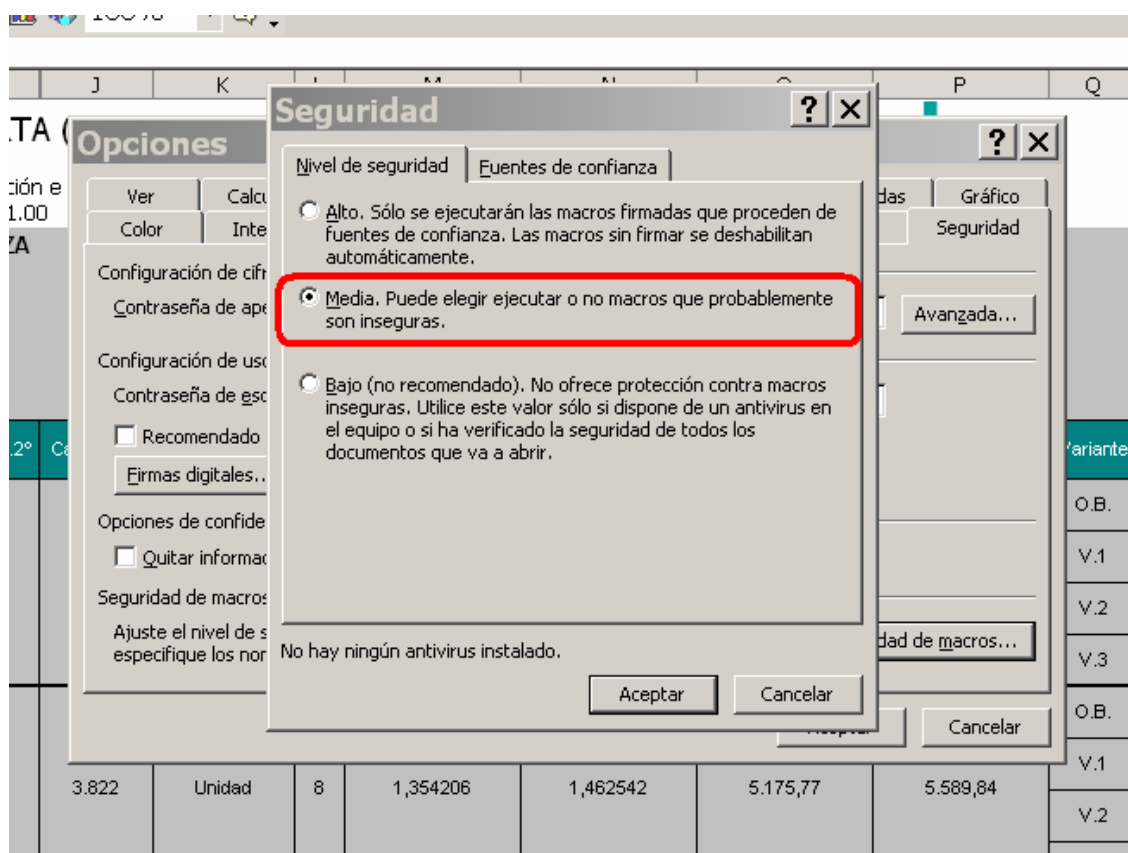 J K P Q
Seguridad
Opciones
Nivel de seguridad Fuentes de confianza
Ver Gráfico
Color Seguridad
Alto. Sólo se ejecutarán las macros firmadas que proceden de
fuentes de confianza. Las macros sin firmar se deshabilitan
automáticamente.
Media. Puede elegir ejecutar o no macros que probablemente
son inseguras.
Bajo (no recomendado). No ofrece protección contra macros
inseguras. Utilice este valor sólo si dispone de un antivirus en
el equipo o si ha verificado la seguridad de todos los
documentos que va a abrir.
No hay ningún antivirus instalado.
Aceptar Cancelar
Configuración de cifr
Contraseña de ape
Avanzada...
Configuración de uso
Contraseña de esc
Recomendado
Firmas digitales..
Opciones de confide
Quitar informac
Seguridad de macros
Ajuste el nivel de s
especifique los nor
dad de macros...
Cancelar
.TA (
ción e
1.00
ZA
.2º Ca
ariante
O.B.
V.1
V.2
V.3
O.B.
V.1
3.822 Unidad 8 1,354206 1,462542 5.175,77 5.589,84
V.2